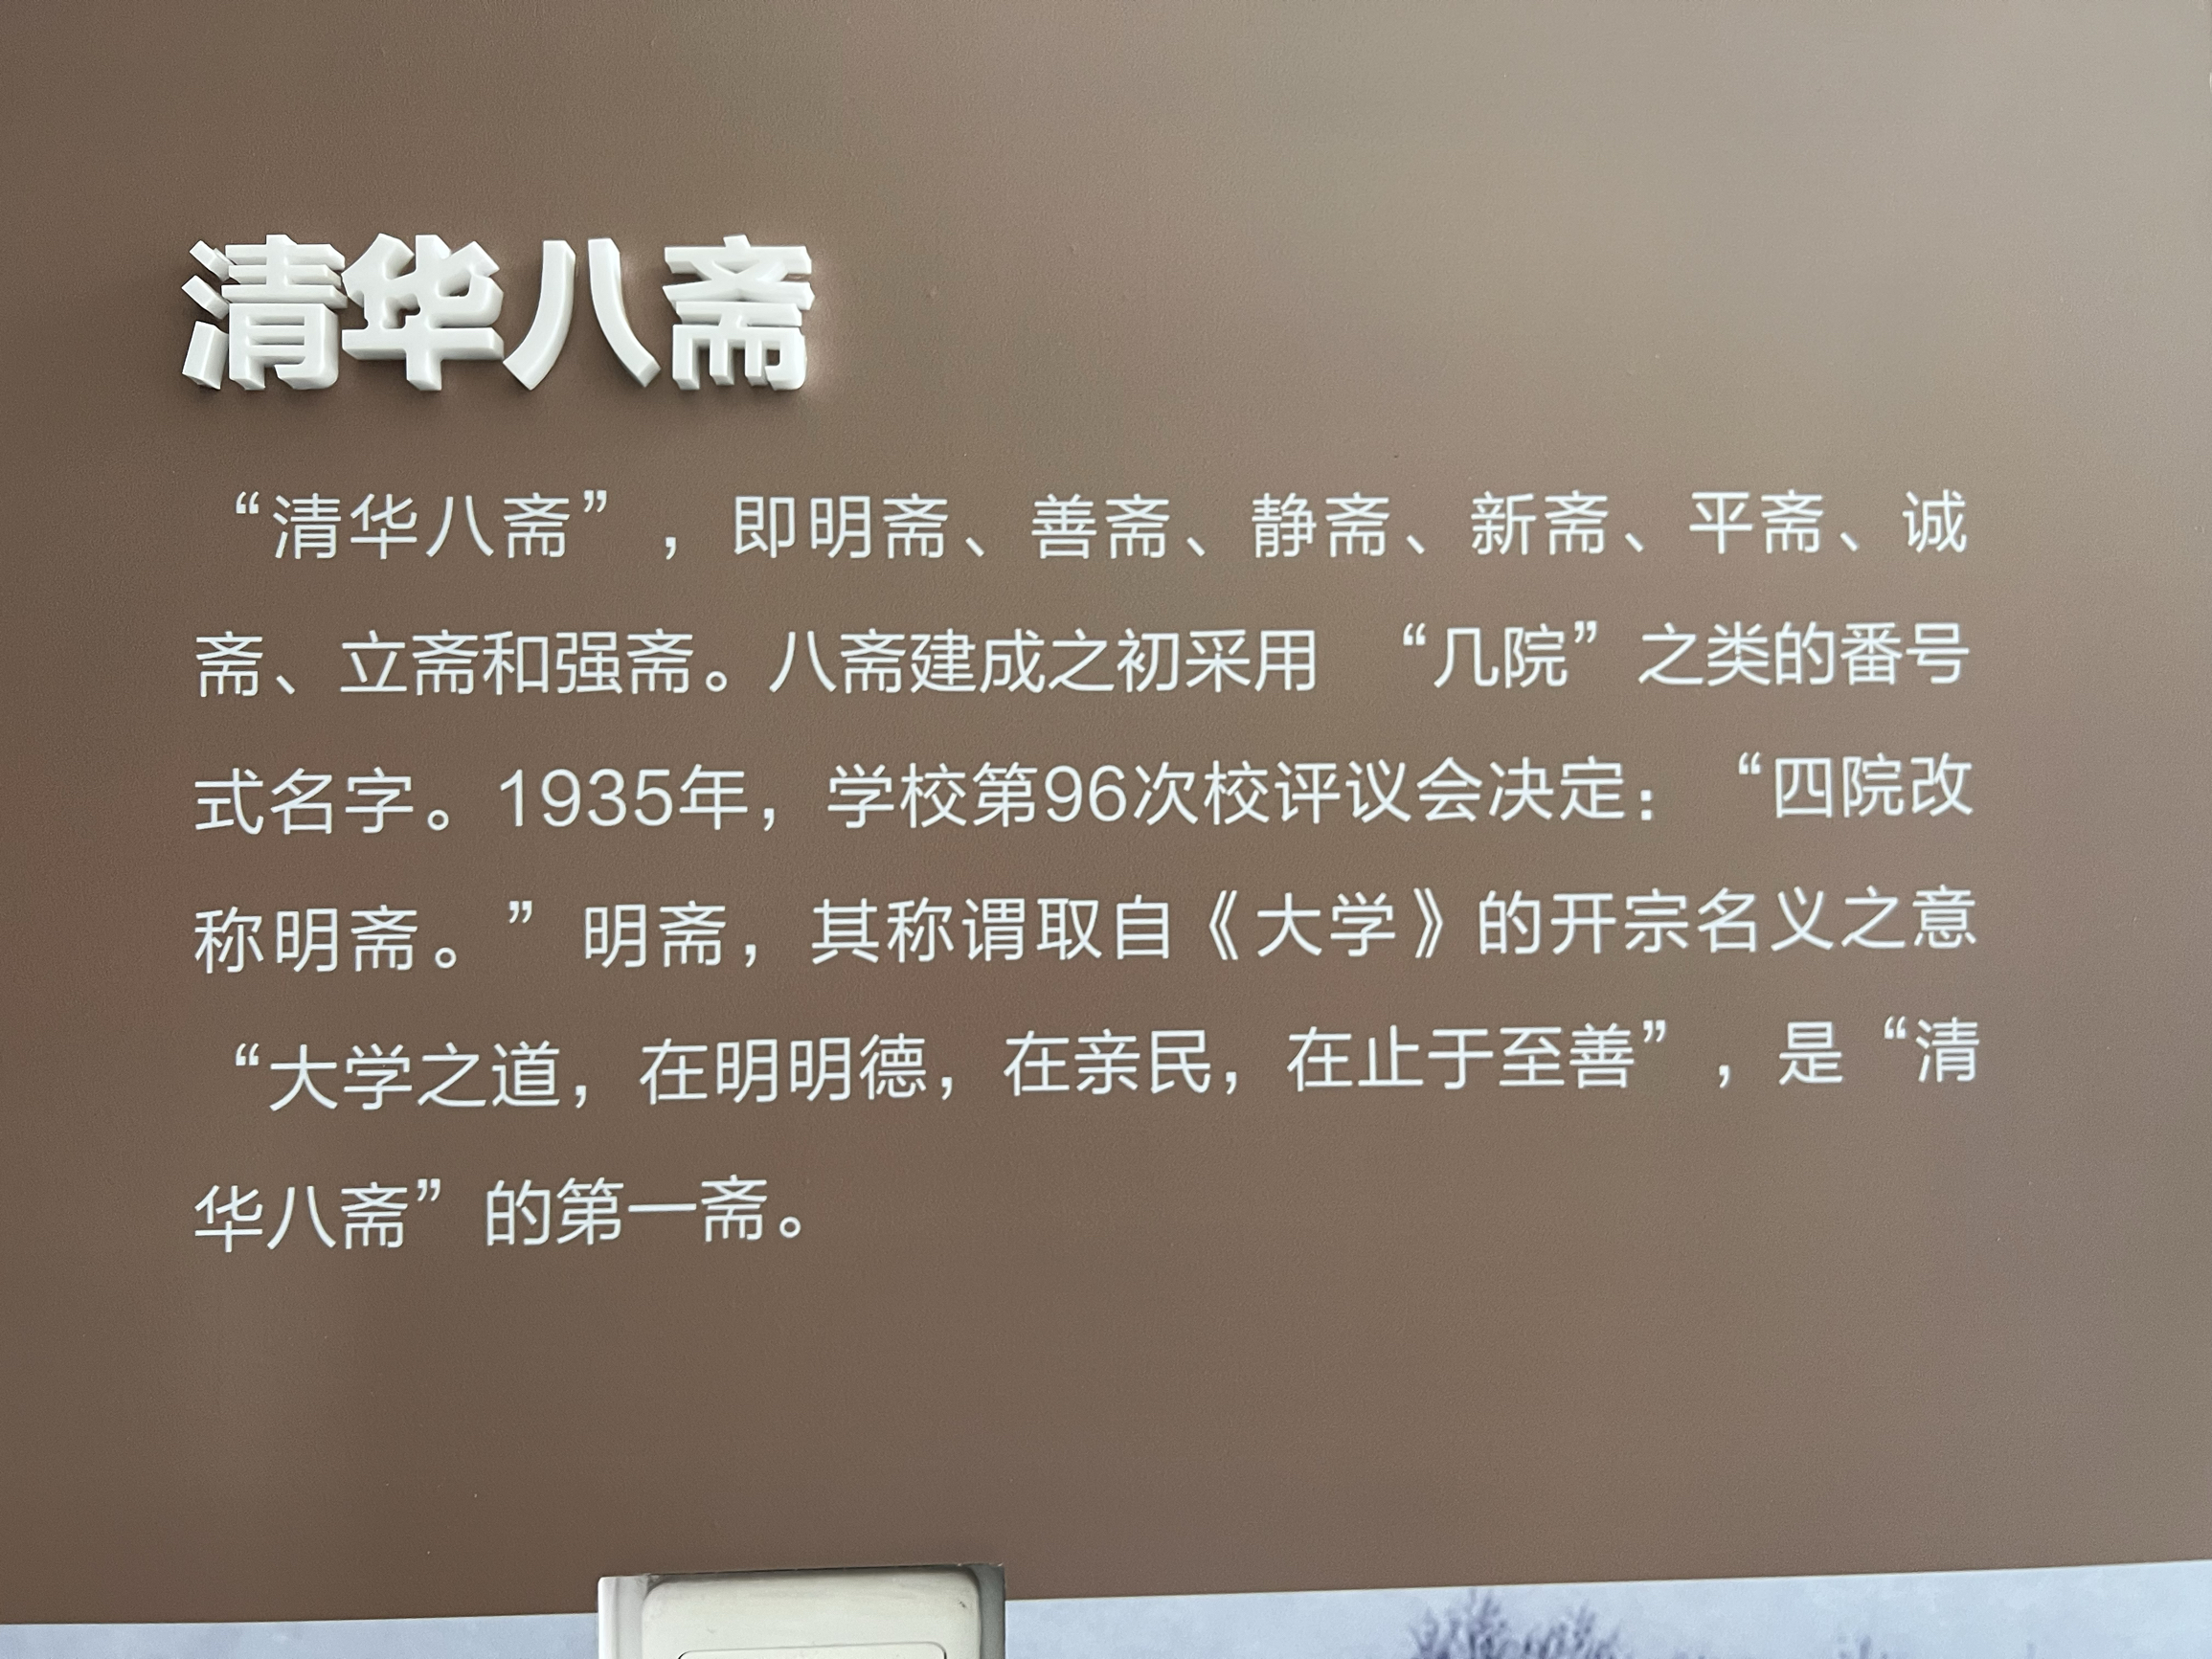 清华八斋
“清华八斋”，即明斋、善斋、静斋、新斋、平斋、诚
斋、立斋和强斋。八斋建成之初采用 “几院”之类的番号
式名字。1935年，学校第96次校评议会决定：“四院改
称明斋。”明斋，其称谓取自《大学》的开宗名义之意
“大学之道，在明明德，在亲民，在止于至善”，是“清
华八斋”的第一斋。